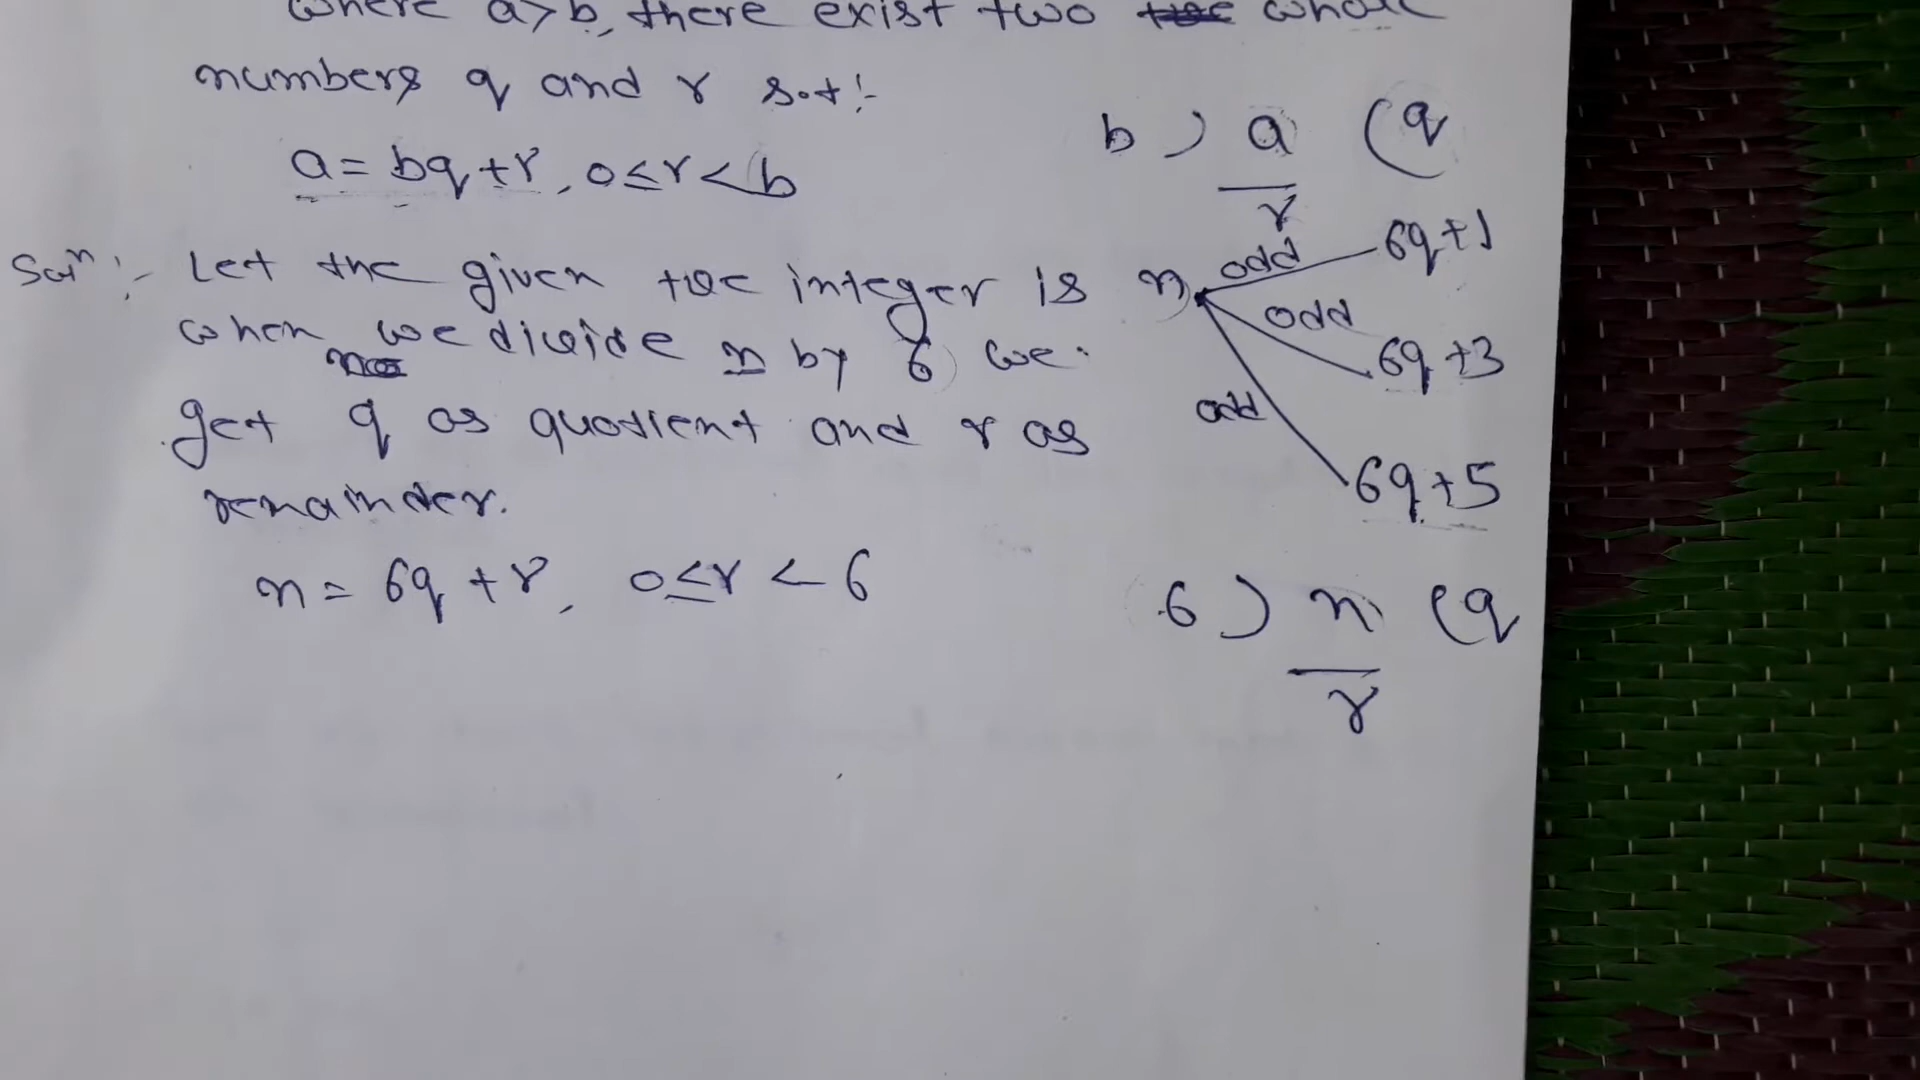 where a>b, there exist two whole
numbers q and r s.t:-
a = bq + r, 0≤r<b
b ) a ( q
r
Soln :- Let the given +ve integer is n
odd 6q+1
odd 6q+3
odd 6q+5
when we divide n by 6 we
get q as quotient and r as
remainder.
n = 6q + r, 0≤r < 6
6 ) n ( q
r